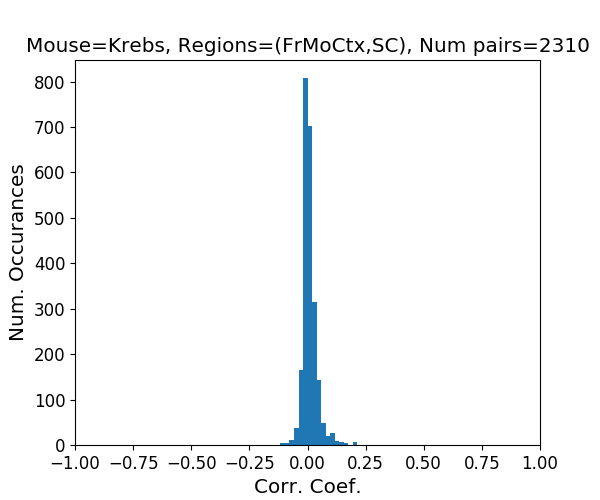 Mouse=Krebs, Regions=(FrMoCtx,SC), Num pairs=2310
800
700
600
500
400
300
200
100
0
Num. Occurances
−1.00 −0.75 −0.50 −0.25 0.00 0.25 0.50 0.75 1.00
Corr. Coef.